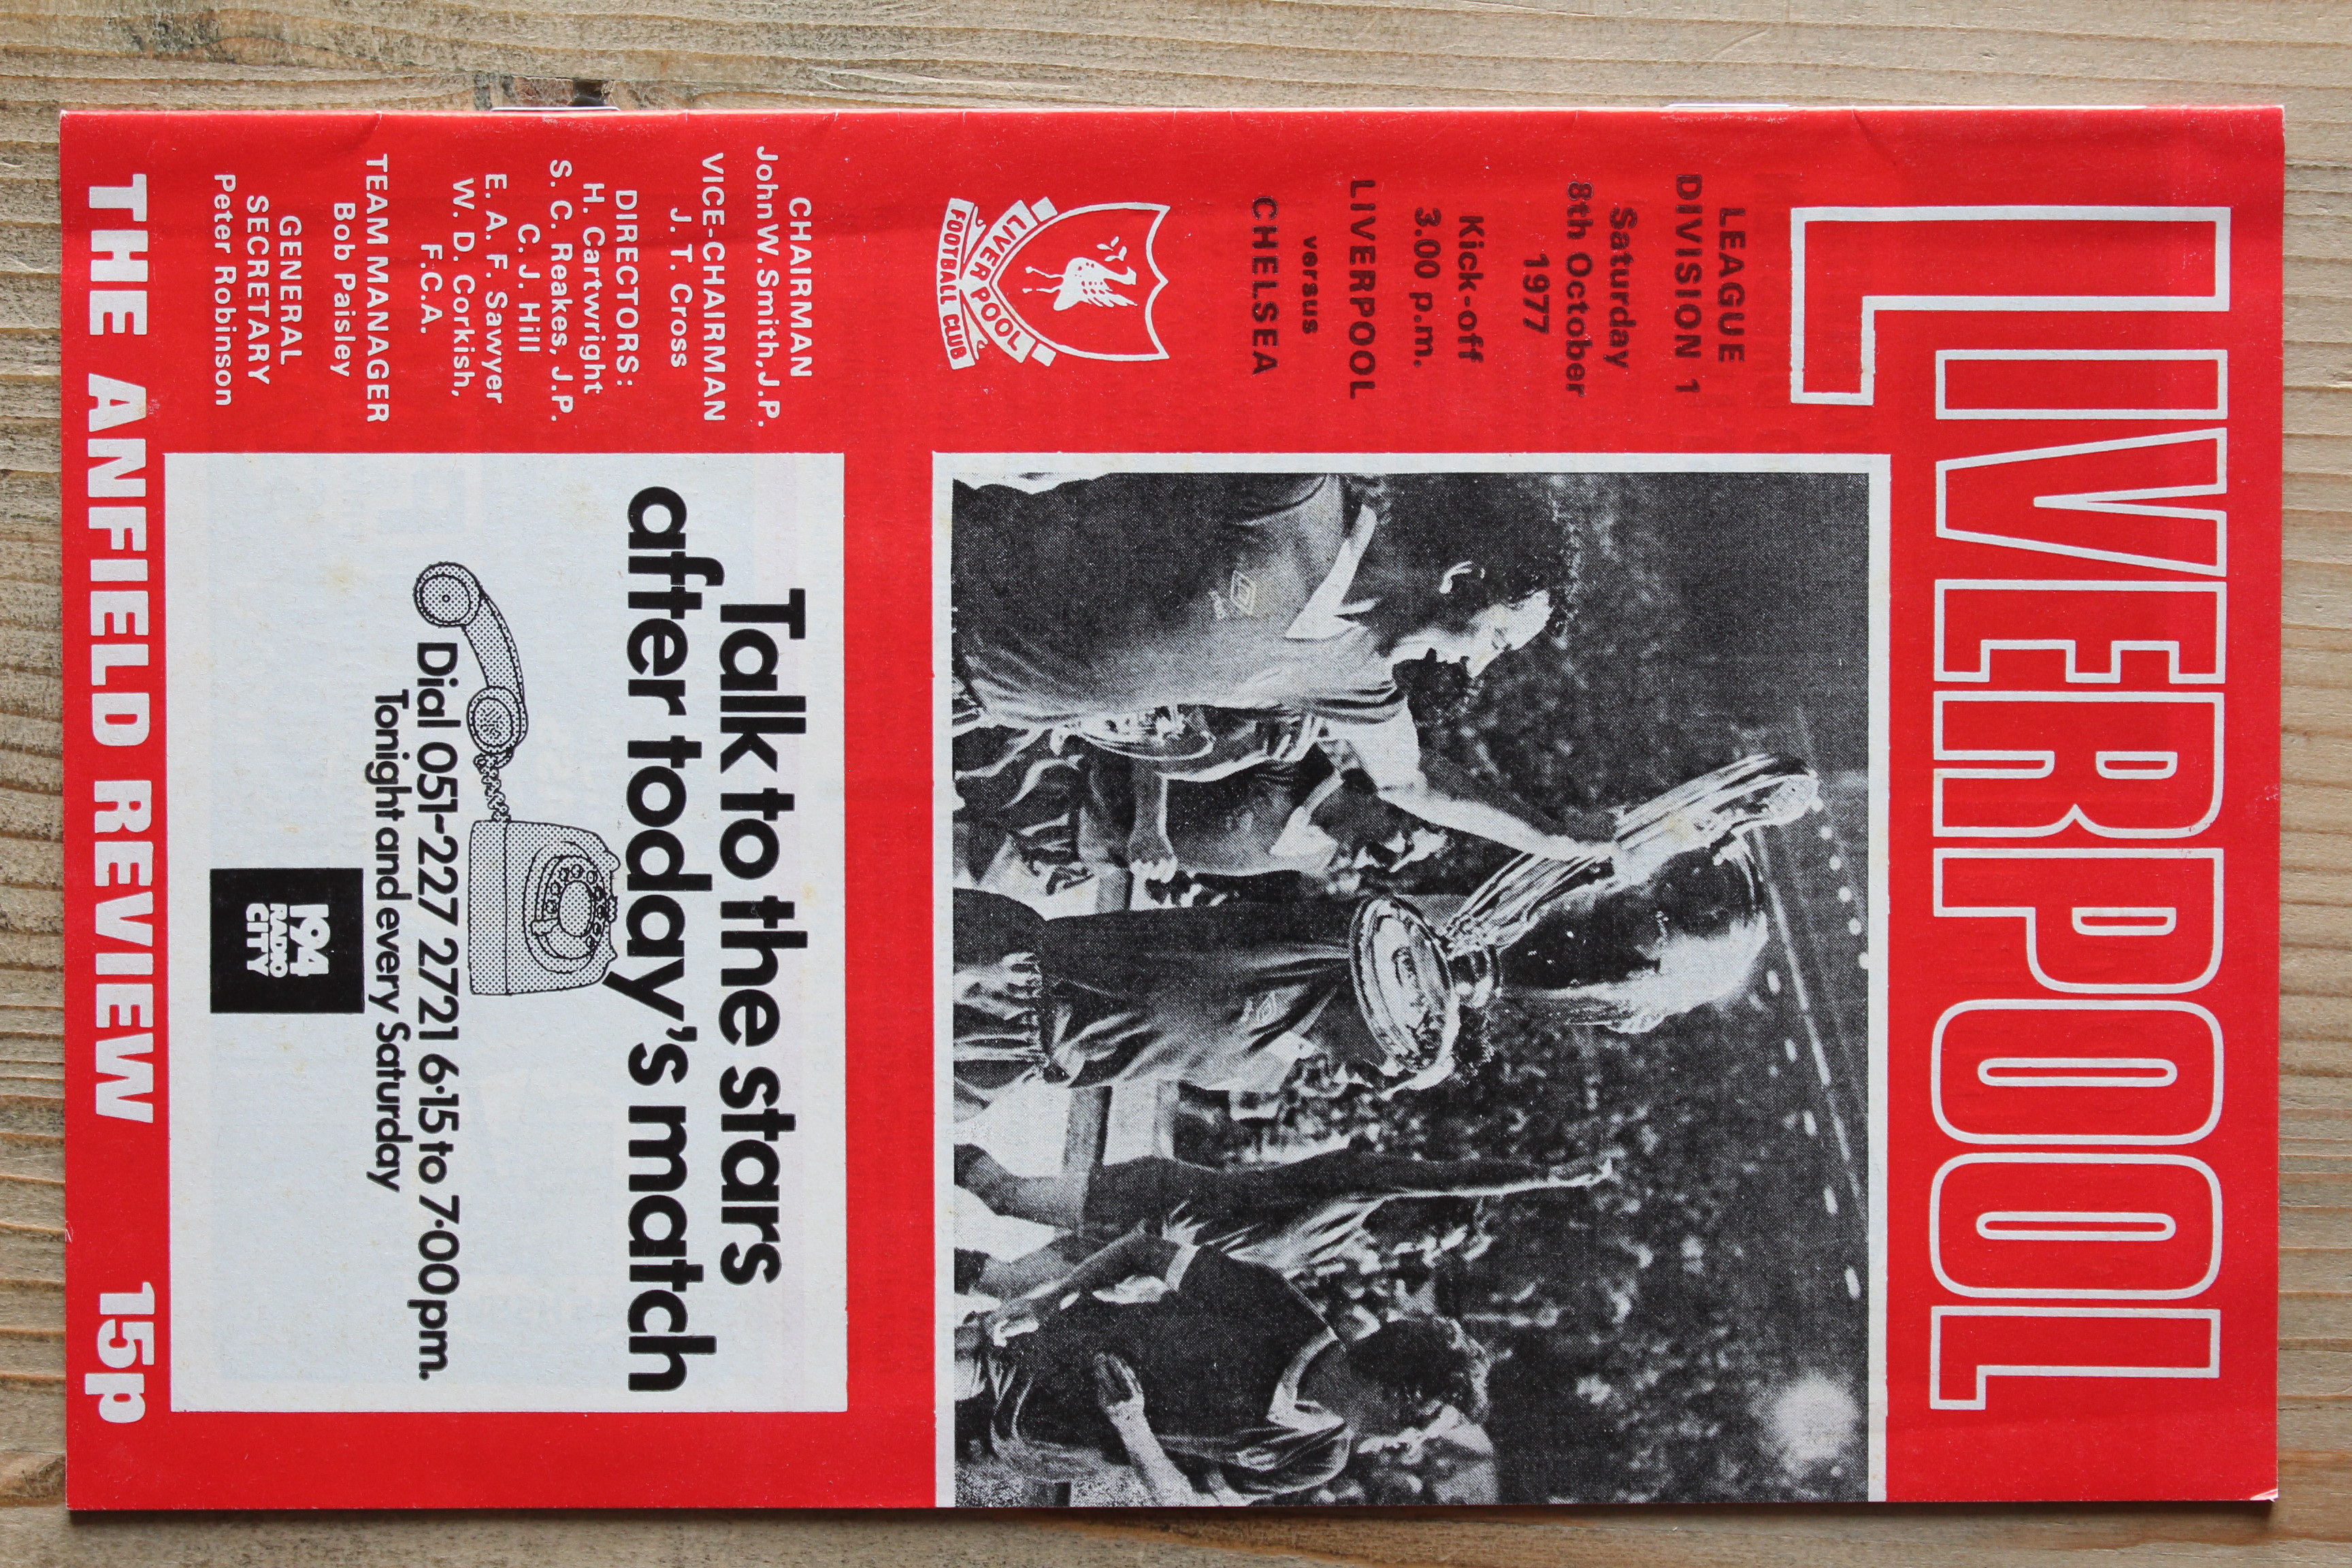 LIVERPOOL
LEAGUE
DIVISION 1
Saturday
8th October
1977
Kick-off
3.00 p.m.
LIVERPOOL
versus
CHELSEA
LIVERPOOL
FOOTBALL CLUB
CHAIRMAN
John W. Smith, J.P.
VICE-CHAIRMAN
J. T. Cross
DIRECTORS:
H. Cartwright
S. C. Reakes, J.P.
C. J. Hill
E. A. F. Sawyer
W. D. Corkish,
F.C.A.
TEAM MANAGER
Bob Paisley
GENERAL
SECRETARY
Peter Robinson
Talk to the stars
after today's match
Dial 051-227 2721 6·15 to 7·00pm.
Tonight and every Saturday
194
RADIO
CITY
THE ANFIELD REVIEW 15p